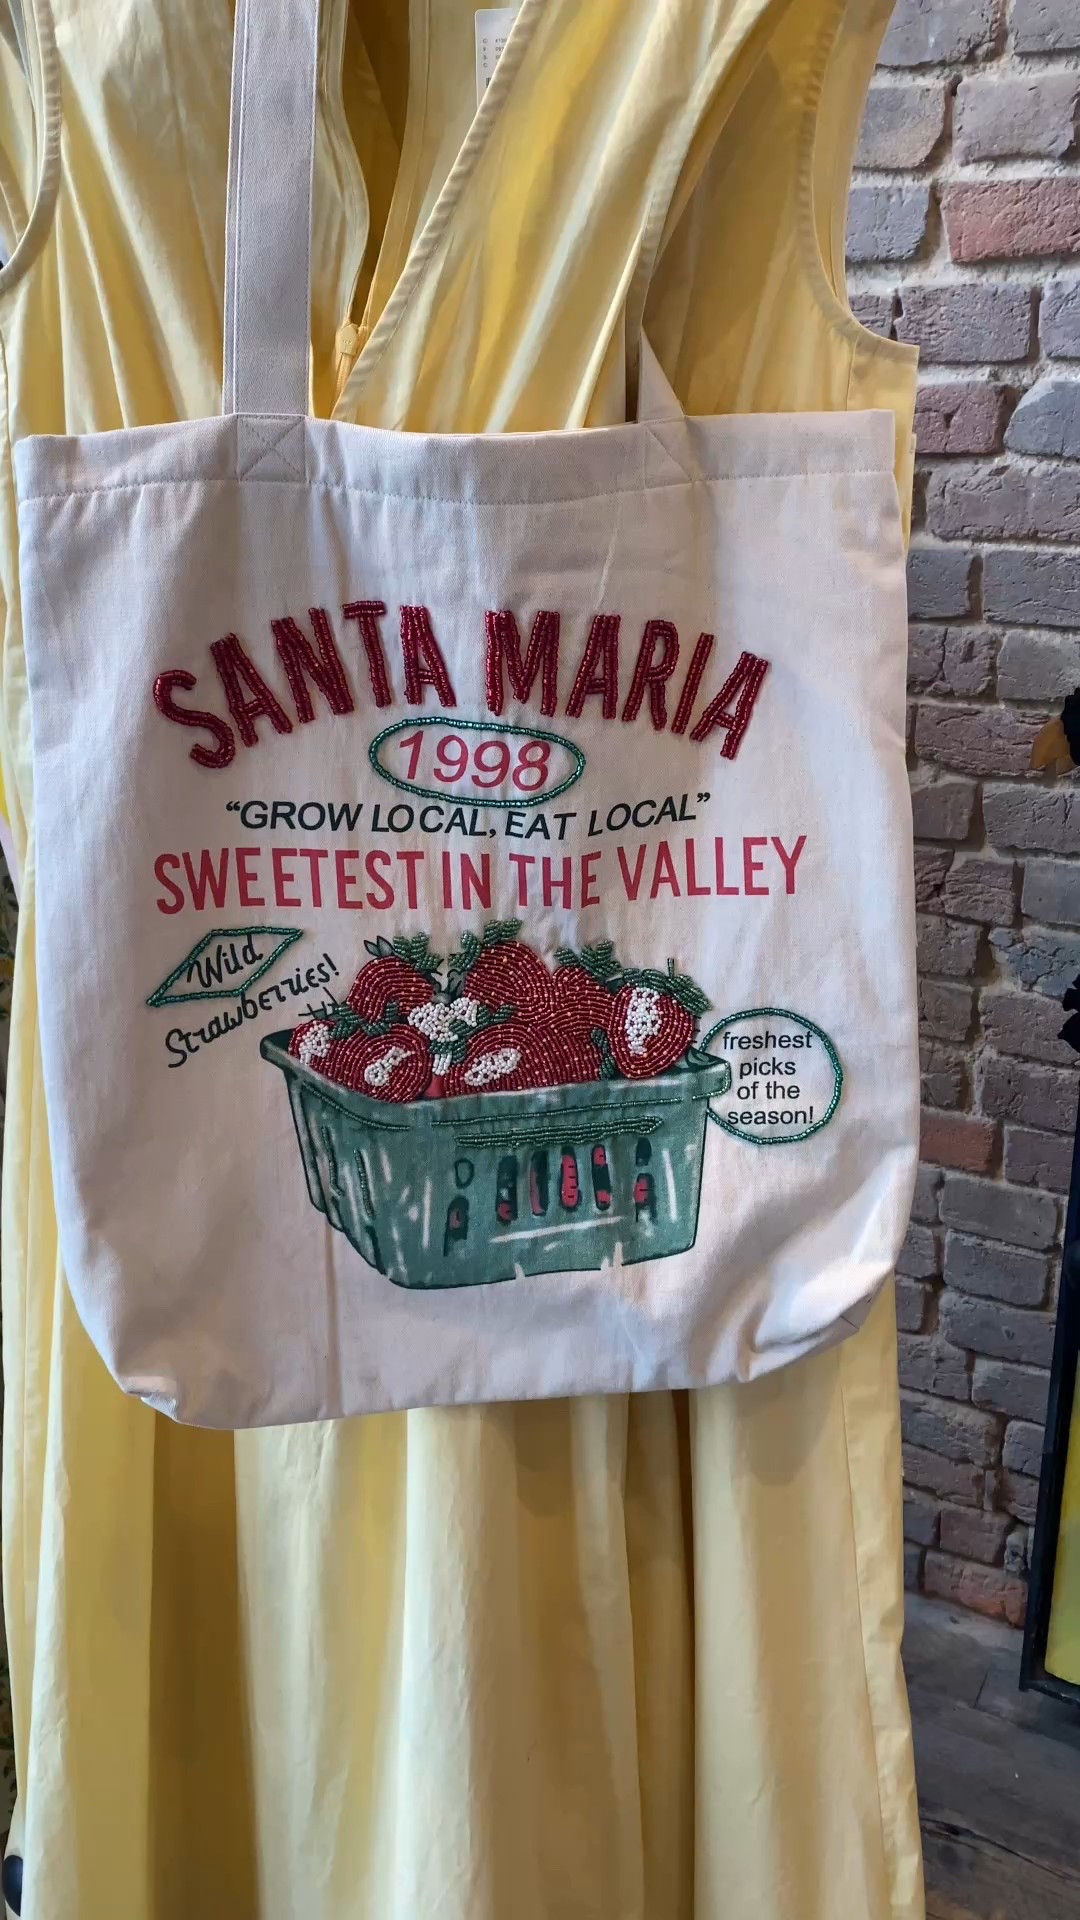 SANTA MARIA
1998
“GROW LOCAL, EAT LOCAL”
SWEETEST IN THE VALLEY
Wild
Strawberries!
freshest
picks
of the
season!